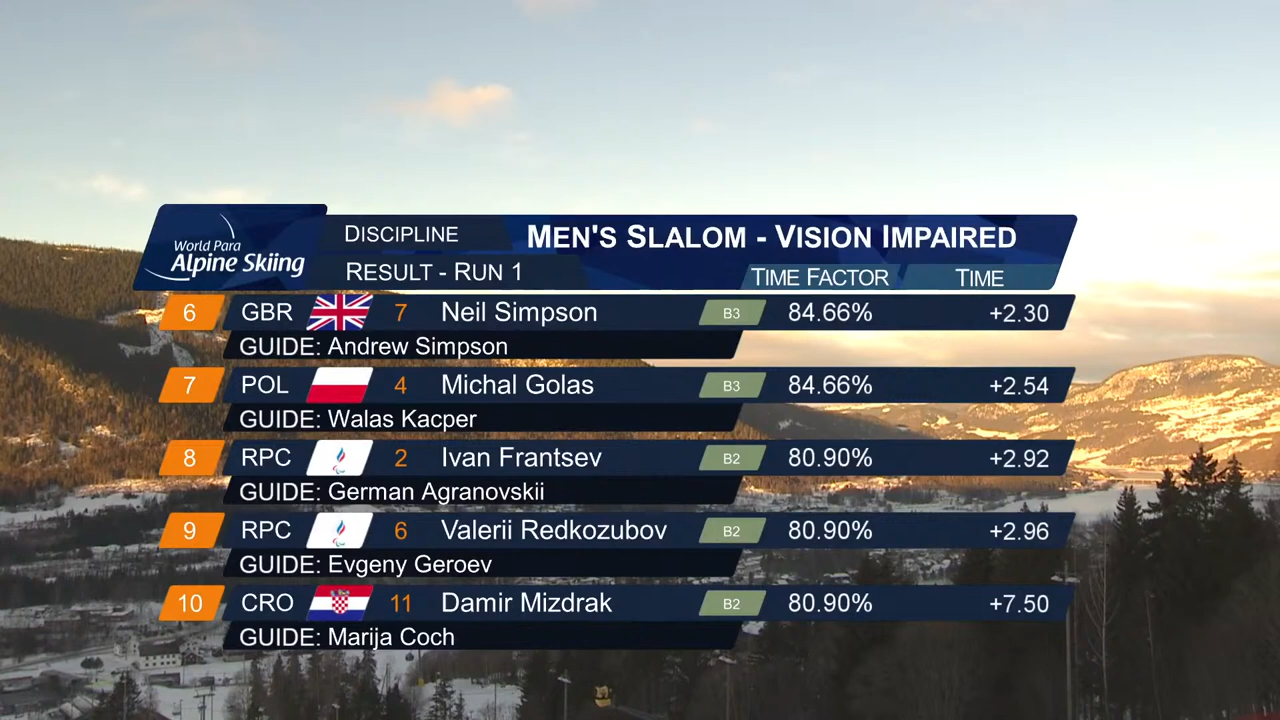 World Para
Alpine Skiing
DISCIPLINE MEN'S SLALOM - VISION IMPAIRED
RESULT - RUN 1 TIME FACTOR TIME
6 GBR 7 Neil Simpson B3 84.66% +2.30
GUIDE: Andrew Simpson
7 POL 4 Michal Golas B3 84.66% +2.54
GUIDE: Walas Kacper
8 RPC 2 Ivan Frantsev B2 80.90% +2.92
GUIDE: German Agranovskii
9 RPC 6 Valerii Redkozubov B2 80.90% +2.96
GUIDE: Evgeny Geroev
10 CRO 11 Damir Mizdrak B2 80.90% +7.50
GUIDE: Marija Coch